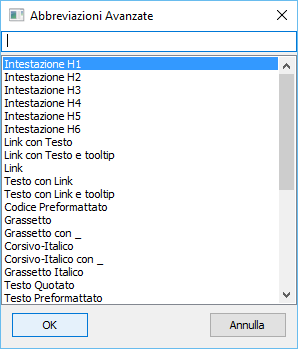 Abbreviazioni Avanzate
Intestazione H1
Intestazione H2
Intestazione H3
Intestazione H4
Intestazione H5
Intestazione H6
Link con Testo
Link con Testo e tooltip
Link
Testo con Link
Testo con Link e tooltip
Codice Preformattato
Grassetto
Grassetto con _
Corsivo-Italico
Corsivo-Italico con _
Grassetto Italico
Testo Quotato
Testo Preformattato
OK
Annulla